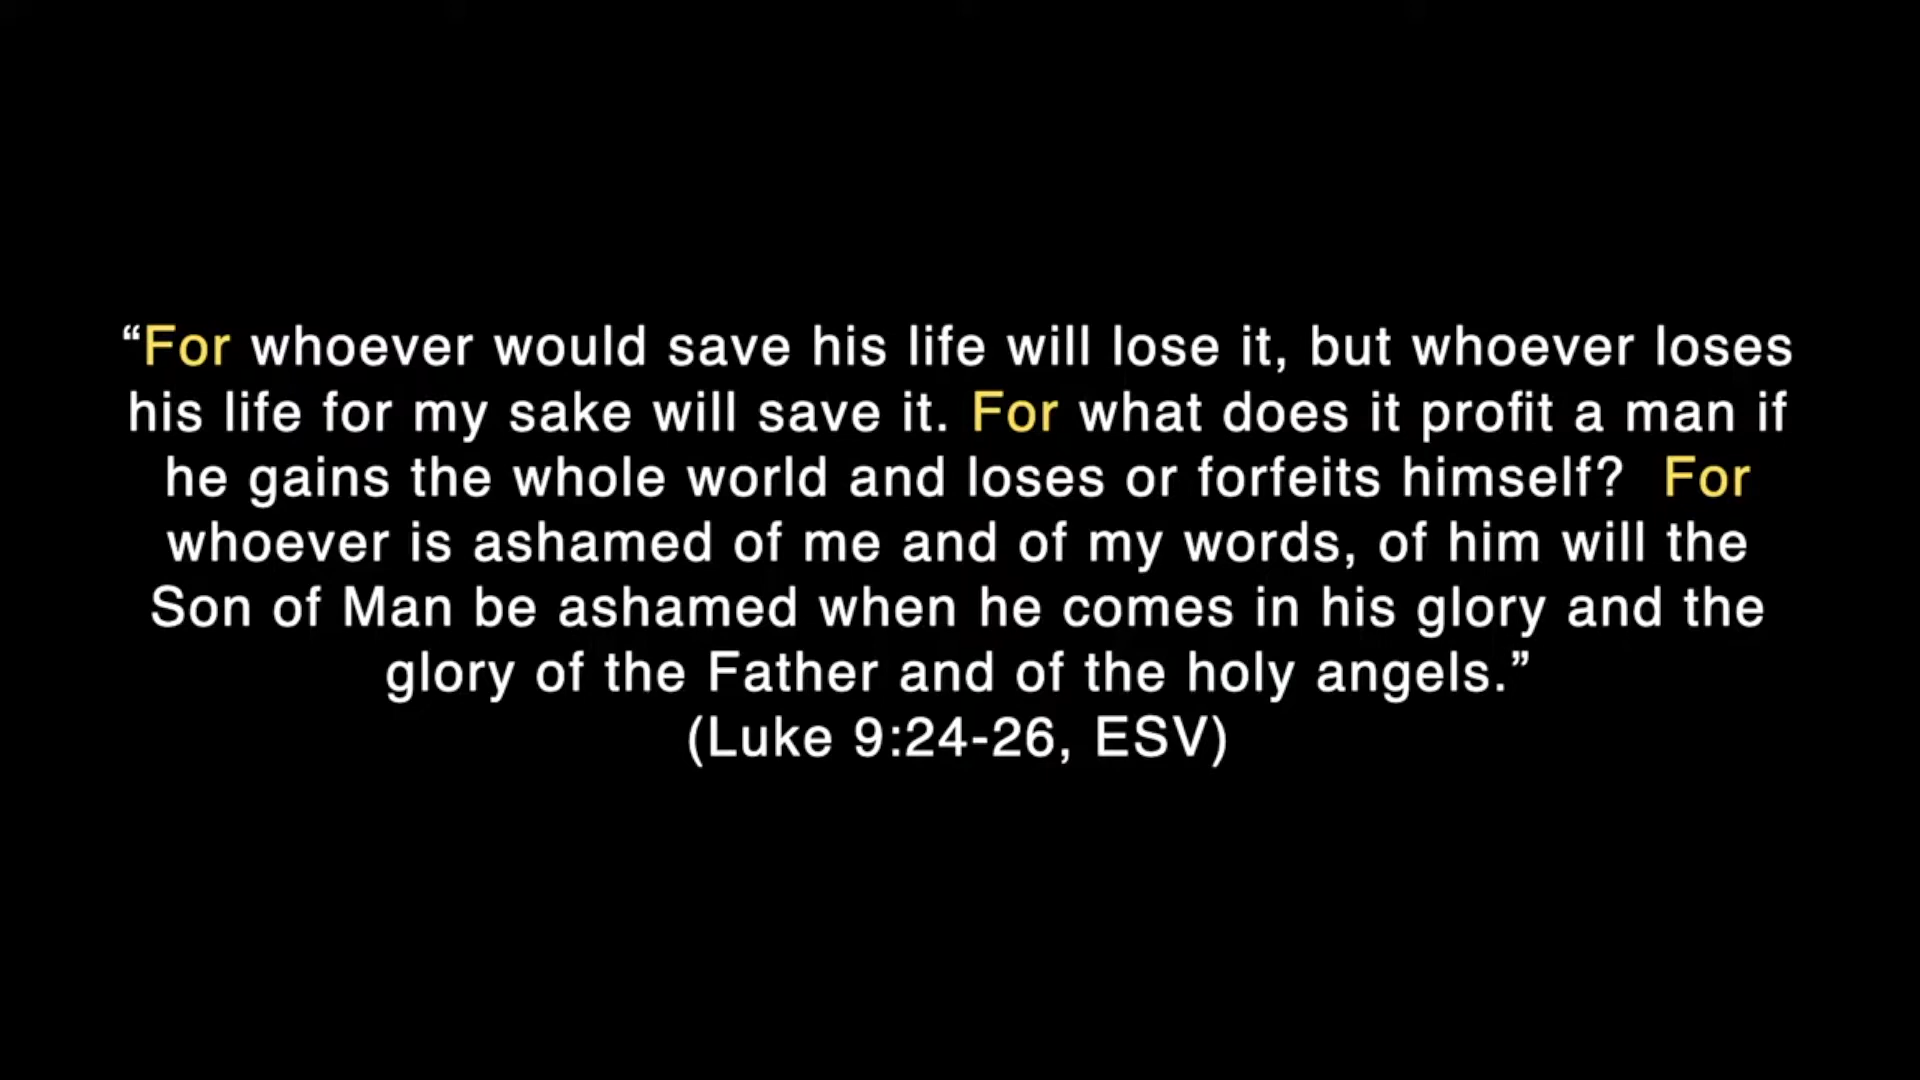 “For whoever would save his life will lose it, but whoever loses
his life for my sake will save it. For what does it profit a man if
he gains the whole world and loses or forfeits himself?  For
whoever is ashamed of me and of my words, of him will the
Son of Man be ashamed when he comes in his glory and the
glory of the Father and of the holy angels.”
(Luke 9:24-26, ESV)